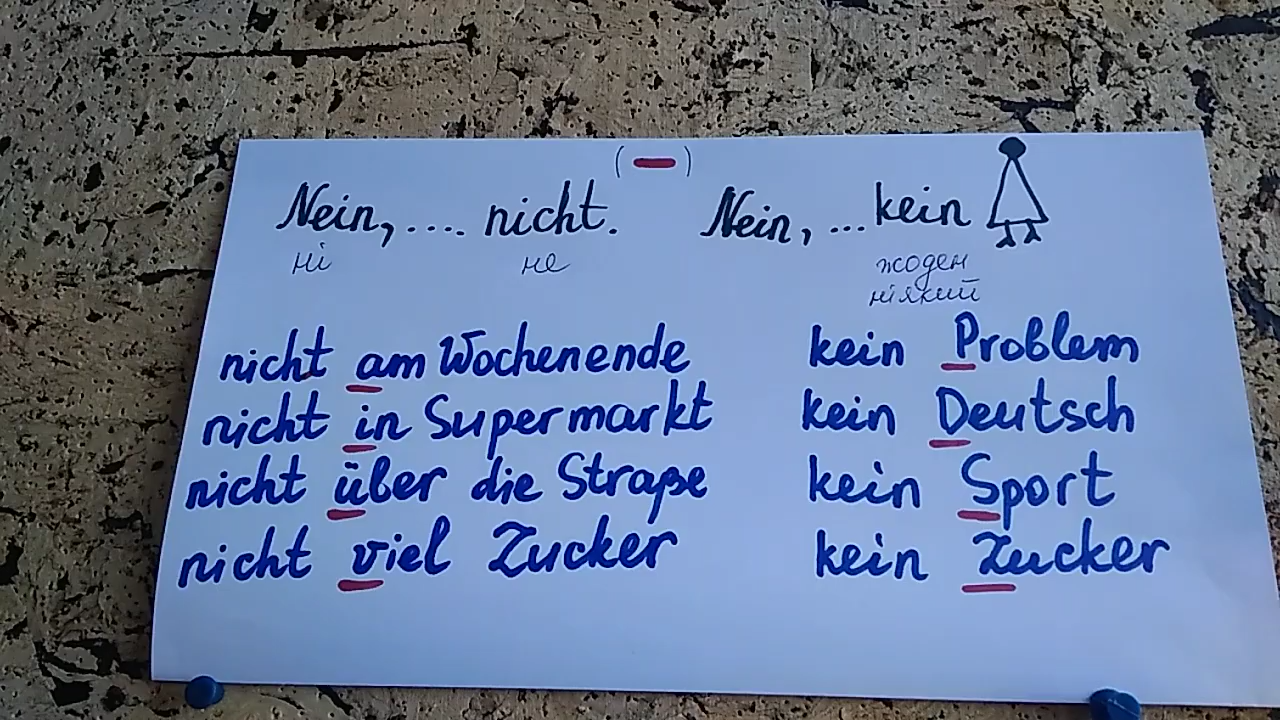 (-)
Nein, .... nicht. Nein, ... kein
ні не жоден
ніякий
nicht am Wochenende kein Problem
nicht in Supermarkt kein Deutsch
nicht über die Straße kein Sport
nicht viel Zucker kein Zucker